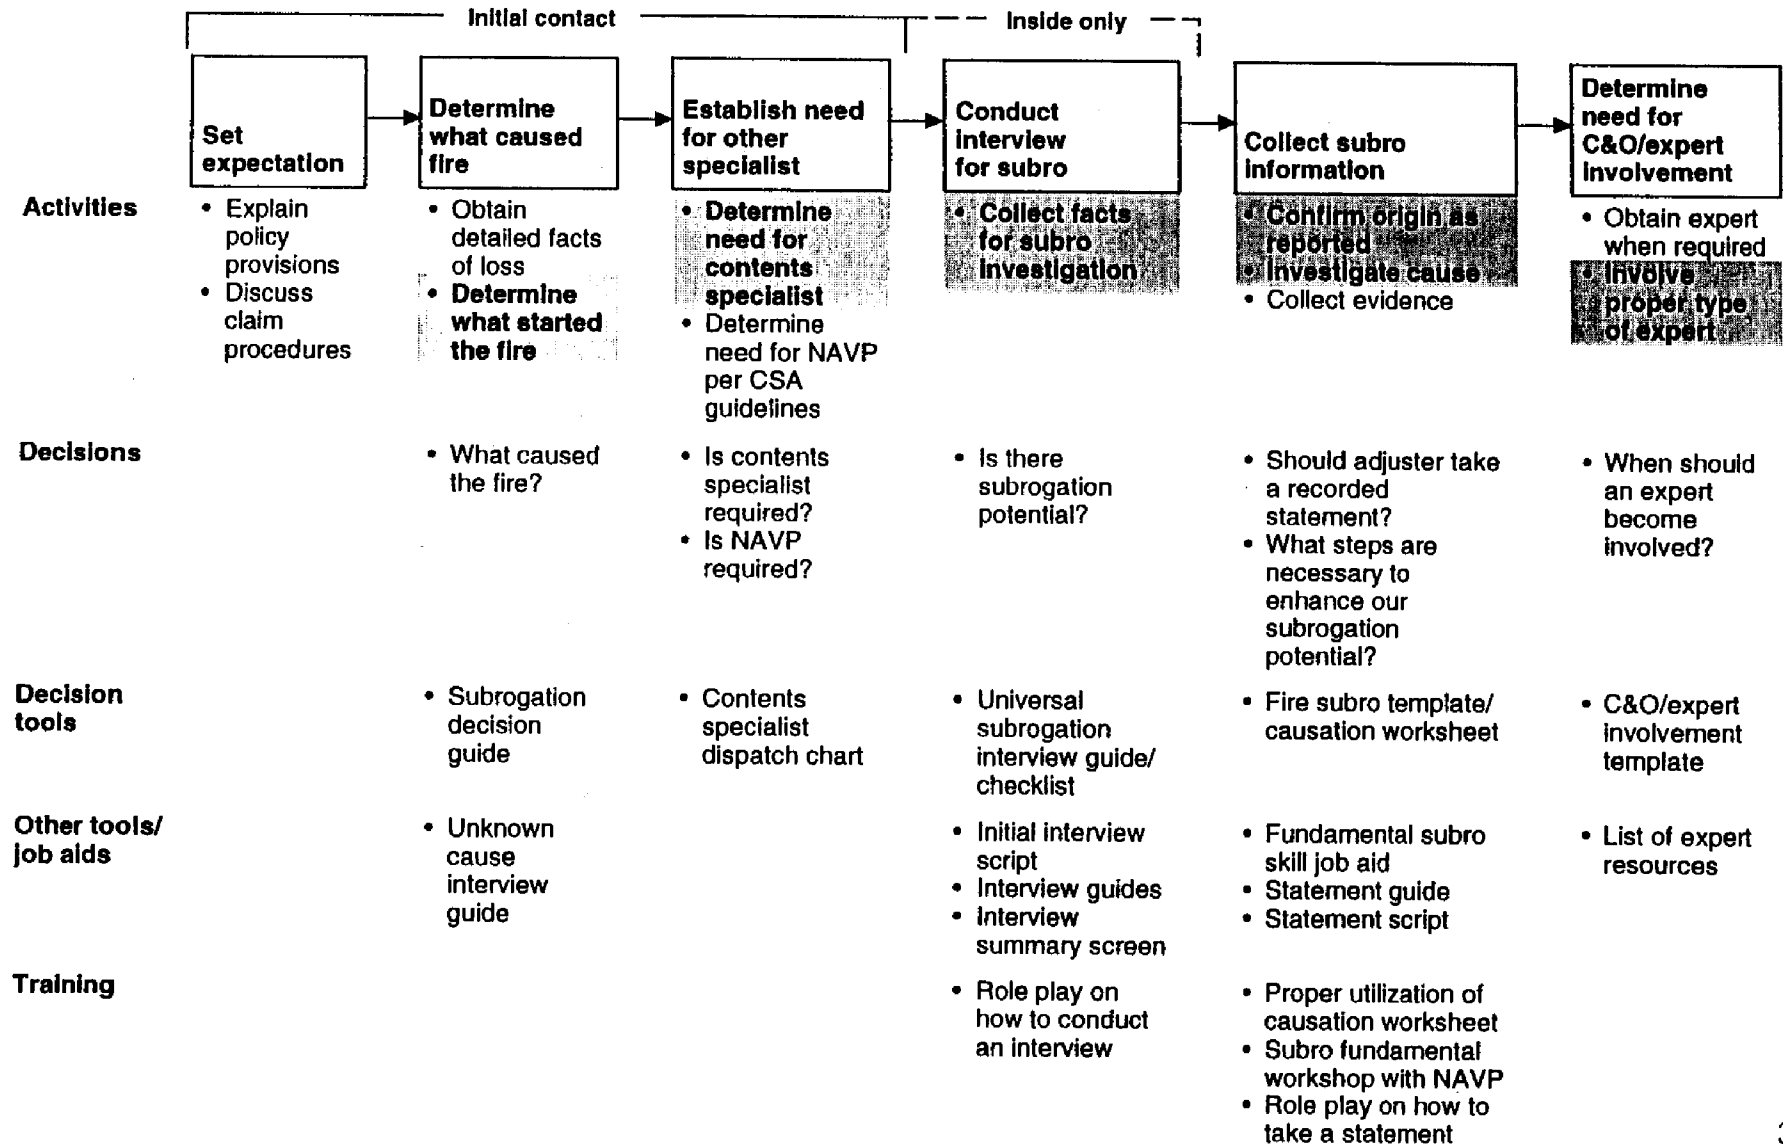 Initial contact
Inside only
Set
expectation
Determine
what caused
fire
Establish need
for other
specialist
Conduct
interview
for subro
Collect subro
information
Determine
need for
C&O/expert
involvement
Activities
• Explain
policy
provisions
• Discuss
claim
procedures
• Obtain
detailed facts
of loss
• Determine
what started
the fire
• Determine
need for
contents
specialist
• Determine
need for NAVP
per CSA
guidelines
• Collect facts
for subro
investigation
• Confirm origin as
reported
• Investigate cause
• Collect evidence
• Obtain expert
when required
• Involve
proper type
of expert
Decisions
• What caused
the fire?
• Is contents
specialist
required?
• Is NAVP
required?
• Is there
subrogation
potential?
• Should adjuster take
a recorded
statement?
• What steps are
necessary to
enhance our
subrogation
potential?
• When should
an expert
become
involved?
Decision
tools
• Subrogation
decision
guide
• Contents
specialist
dispatch chart
• Universal
subrogation
interview guide/
checklist
• Fire subro template/
causation worksheet
• C&O/expert
involvement
template
Other tools/
job aids
• Unknown
cause
interview
guide
• Initial interview
script
• Interview guides
• Interview
summary screen
• Fundamental subro
skill job aid
• Statement guide
• Statement script
• List of expert
resources
Training
• Role play on
how to conduct
an interview
• Proper utilization of
causation worksheet
• Subro fundamental
workshop with NAVP
• Role play on how to
take a statement